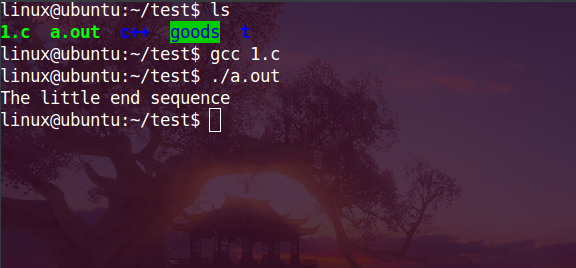 linux@ubuntu:~/test$ ls
1.c a.out c++ goods t
linux@ubuntu:~/test$ gcc 1.c
linux@ubuntu:~/test$ ./a.out
The little end sequence
linux@ubuntu:~/test$